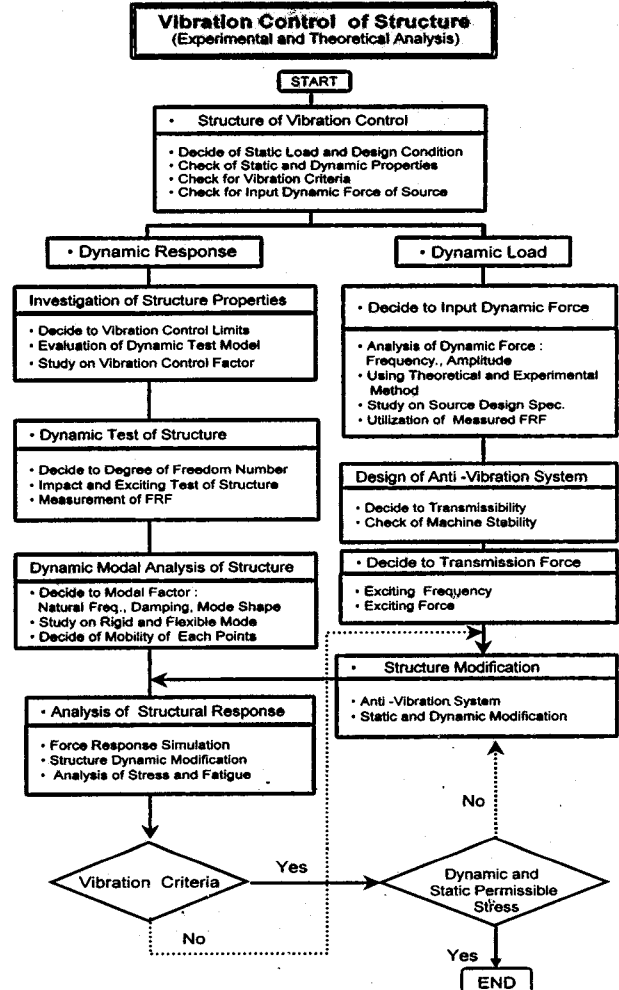 Vibration Control of Structure
(Experimental and Theoretical Analysis)
START
• Structure of Vibration Control
• Decide of Static Load and Design Condition
• Check of Static and Dynamic Properties
• Check for Vibration Criteria
• Check for Input Dynamic Force of Source
• Dynamic Response
Investigation of Structure Properties
• Decide to Vibration Control Limits
• Evaluation of Dynamic Test Model
• Study on Vibration Control Factor
• Dynamic Test of Structure
• Decide to Degree of Freedom Number
• Impact and Exciting Test of Structure
• Measurement of FRF
Dynamic Modal Analysis of Structure
• Decide to Modal Factor :
Natural Freq., Damping, Mode Shape
• Study on Rigid and Flexible Mode
• Decide of Mobility of Each Points
• Analysis of Structural Response
• Force Response Simulation
• Structure Dynamic Modification
• Analysis of Stress and Fatigue
Vibration Criteria
Yes
No
• Dynamic Load
• Decide to Input Dynamic Force
• Analysis of Dynamic Force :
Frequency., Amplitude
• Using Theoretical and Experimental
Method
• Study on Source Design Spec.
• Utilization of Measured FRF
Design of Anti -Vibration System
• Decide to Transmissibility
• Check of Machine Stability
• Decide to Transmission Force
• Exciting Frequency
• Exciting Force
• Structure Modification
• Anti -Vibration System
• Static and Dynamic Modification
No
Dynamic and
Static Permissible
Stress
Yes
END